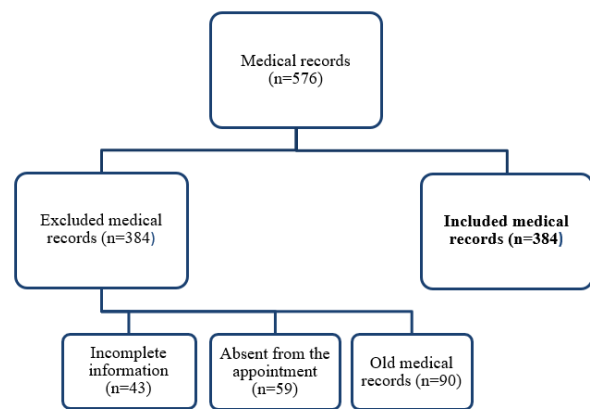 Medical records
(n=576)
Excluded medical
records (n=384)
Included medical
records (n=384)
Incomplete
information
(n=43)
Absent from the
appointment
(n=59)
Old medical
records (n=90)